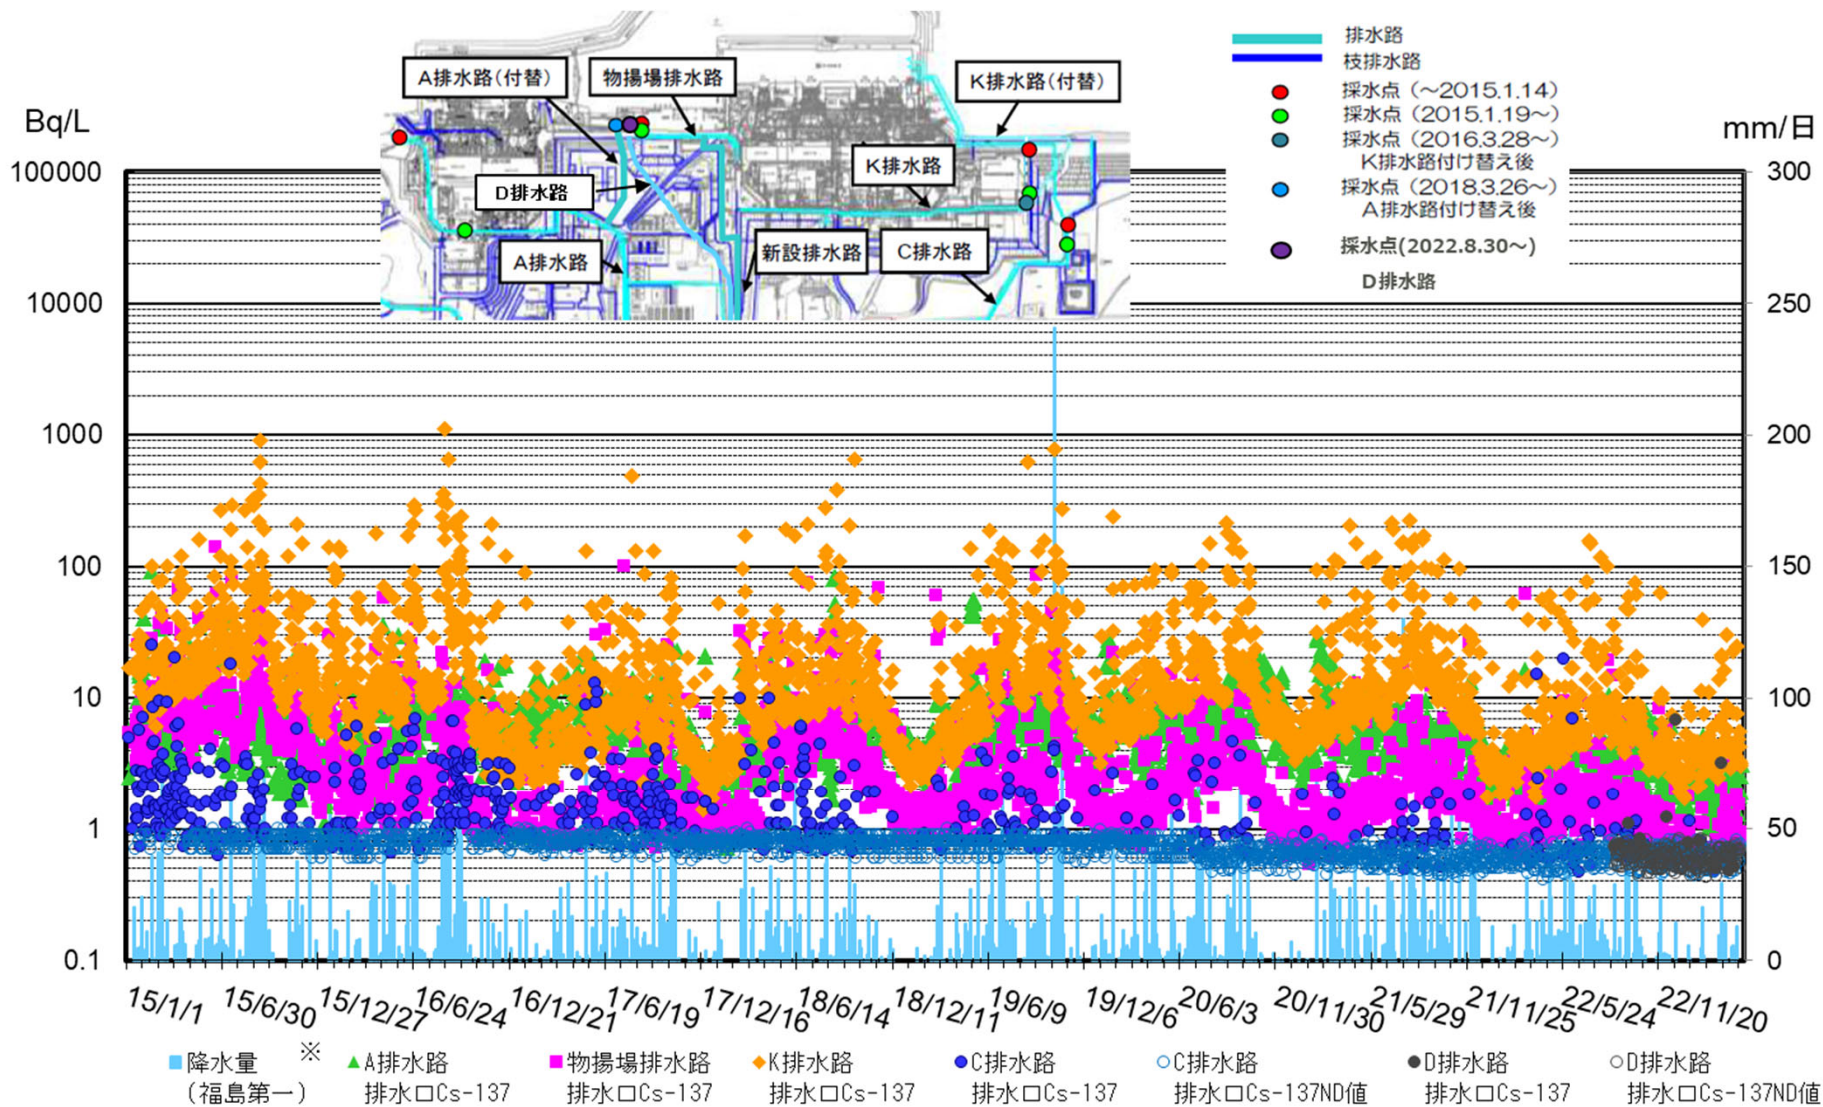 A排水路(付替)
物揚場排水路
K排水路(付替)
K排水路
D排水路
A排水路
新設排水路
C排水路
排水路
枝排水路
採水点（～2015.1.14）
採水点（2015.1.19～）
採水点（2016.3.28～）
K排水路付け替え後
採水点（2018.3.26～）
A排水路付け替え後
採水点(2022.8.30～)
D排水路
Bq/L
mm/日
100000
10000
1000
100
10
1
0.1
300
250
200
150
100
50
0
15/1/1
15/6/30
15/12/27
16/6/24
16/12/21
17/6/19
17/12/16
18/6/14
18/12/11
19/6/9
19/12/6
20/6/3
20/11/30
21/5/29
21/11/25
22/5/24
22/11/20
降水量
（福島第一）
※
A排水路
排水口Cs-137
物揚場排水路
排水口Cs-137
K排水路
排水口Cs-137
C排水路
排水口Cs-137
C排水路
排水口Cs-137ND値
D排水路
排水口Cs-137
D排水路
排水口Cs-137ND値